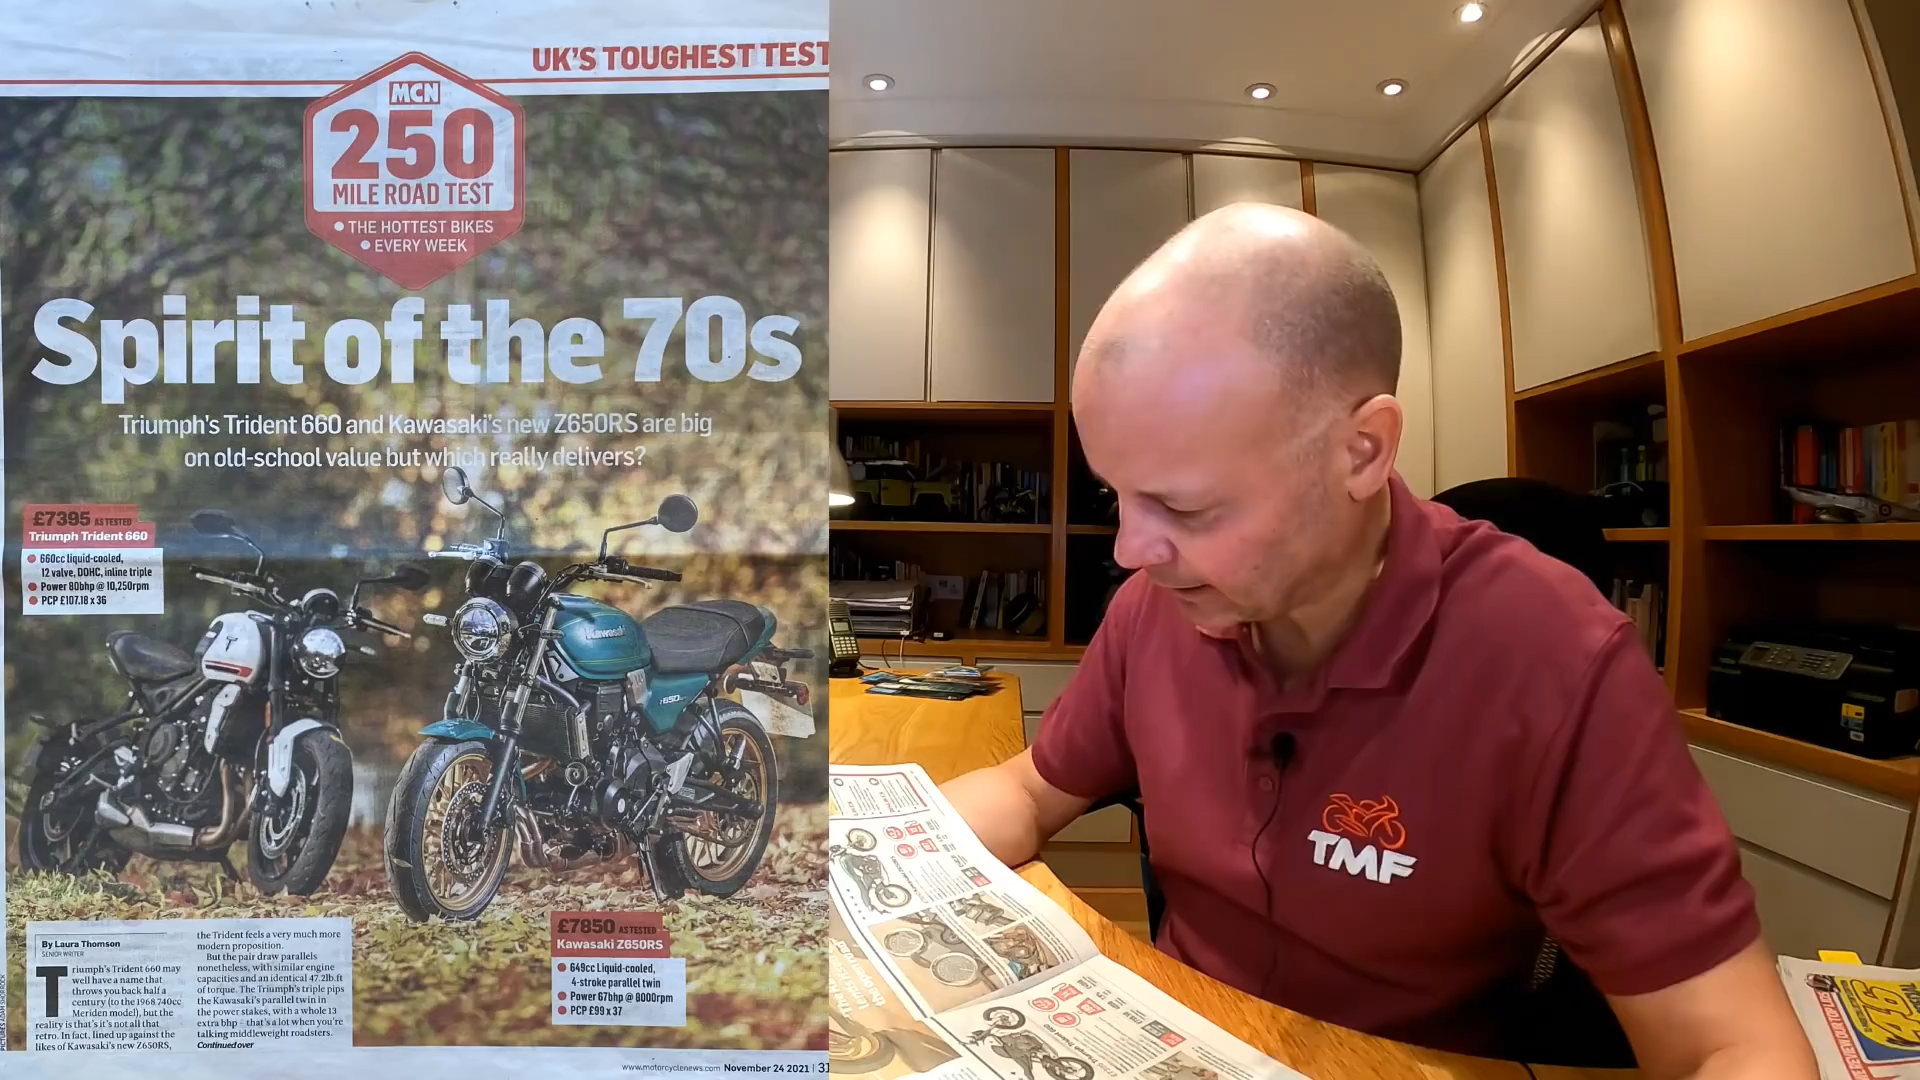 UK'S TOUGHEST TEST
MCN
250
MILE ROAD TEST
• THE HOTTEST BIKES
• EVERY WEEK
Spirit of the 70s
Triumph's Trident 660 and Kawasaki's new Z650RS are big
on old-school value but which really delivers?
£7395 AS TESTED
Triumph Trident 660
• 660cc liquid-cooled,
12 valve, DOHC, inline triple
• Power 80bhp @ 10,250rpm
• PCP £107.18 x 36
Kawasaki
Z650RS
£7850 AS TESTED
Kawasaki Z650RS
• 649cc Liquid-cooled,
4-stroke parallel twin
• Power 67bhp @ 8000rpm
• PCP £99 x 37
By Laura Thomson
SENIOR WRITER
Triumph's Trident 660 may
well have a name that
throws you back half a
century (to the 1968 740cc
Meriden model), but the
reality is that's it's not all that
retro. In fact, lined up against the
likes of Kawasaki's new Z650RS,
the Trident feels a very much more
modern proposition.
But the pair draw parallels
nonetheless, with similar engine
capacities and an identical 47.2lb.ft
of torque. The Triumph's triple pips
the Kawasaki's parallel twin in
the power stakes, with a whole 13
extra bhp – that's a lot when you're
talking middleweight roadsters.
Continued over
www.motorcyclenews.com November 24 2021 | 31
TMF